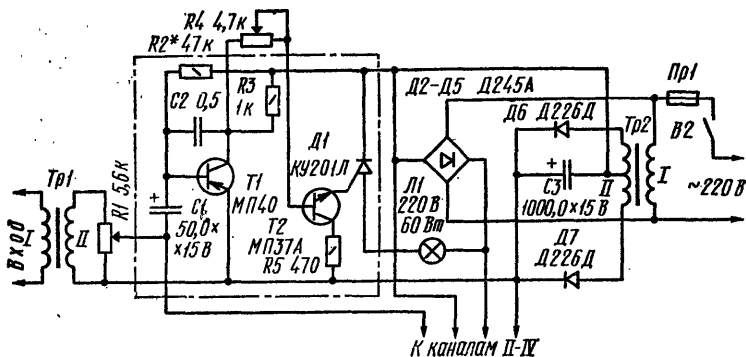 R4 4,7к
R2* 47к
C2 0,5
R3
1к
Д2-Д5 Д245А
Пр1
Д6 Д226Д
Тр2
В2
Д1
КУ201Л
Тр1
R1 5,6к
T1
МП40
Л1
220 В
60 Вт
C3
1000,0×15 В
II
I
~220 В
Вход
I
II
C1
50,0×
×15 В
T2
МП37А
R5 470
Д7
Д226Д
К каналам II-IV